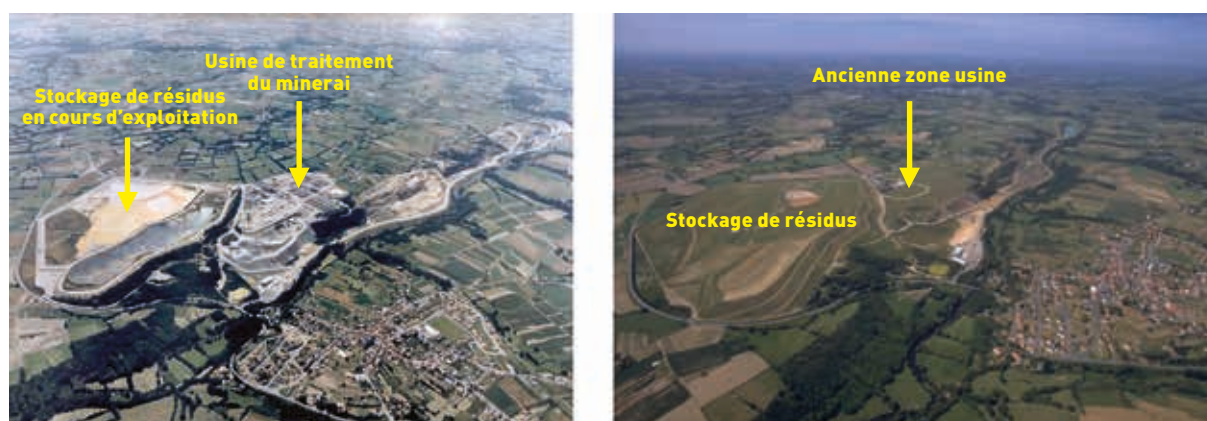 Usine de traitement
du minerai
Stockage de résidus
en cours d'exploitation
Ancienne zone usine
Stockage de résidus